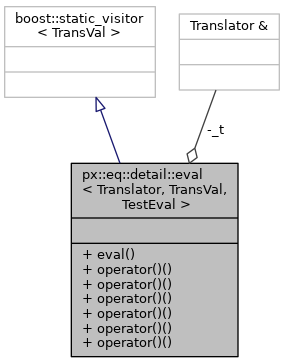 boost::static_visitor
< TransVal >
Translator &
-_t
px::eq::detail::eval
< Translator, TransVal,
TestEval >
+ eval()
+ operator()()
+ operator()()
+ operator()()
+ operator()()
+ operator()()
+ operator()()